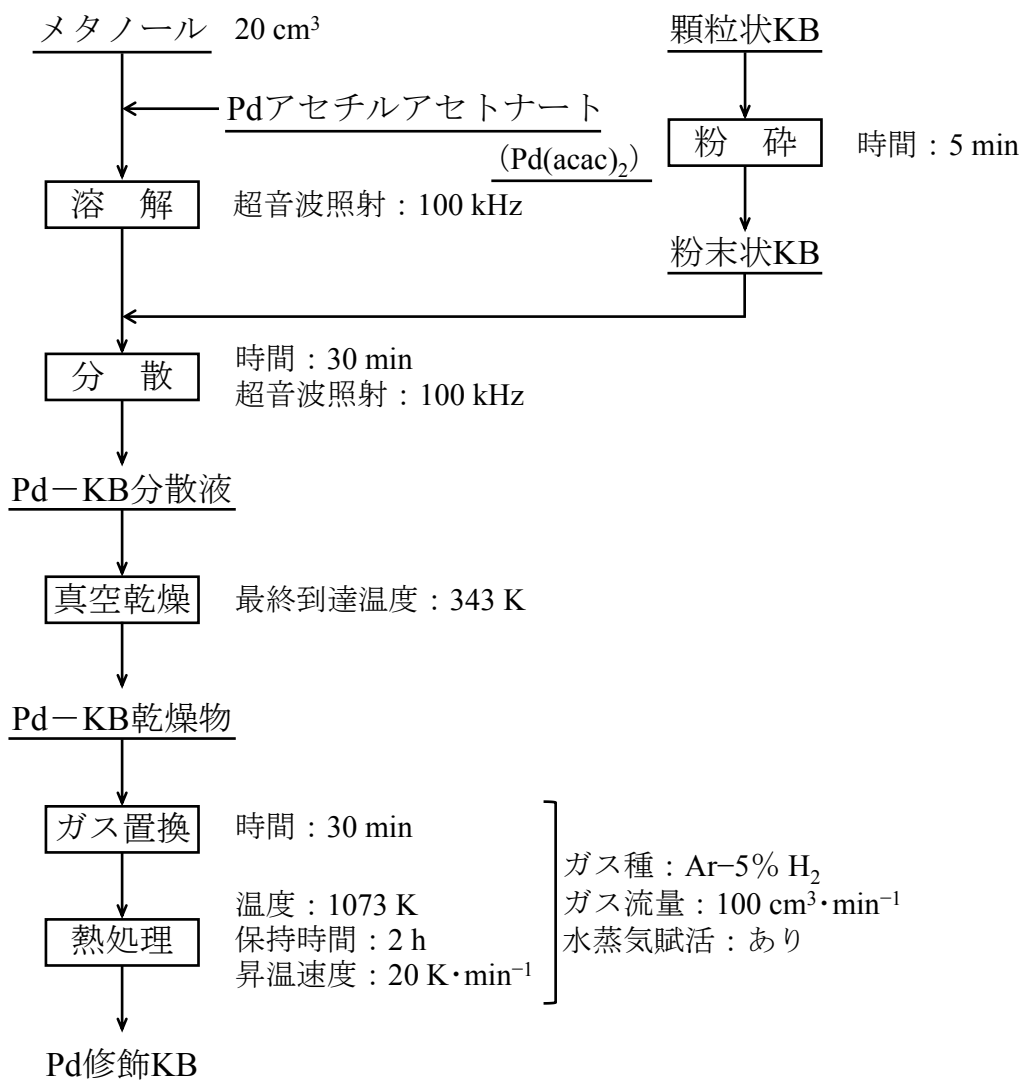 メタノール 20 cm³
顆粒状KB
Pdアセチルアセトナート
(Pd(acac)₂)
粉 砕 時間：5 min
溶 解 超音波照射：100 kHz
粉末状KB
分 散 時間：30 min
超音波照射：100 kHz
Pd－KB分散液
真空乾燥 最終到達温度：343 K
Pd－KB乾燥物
ガス置換 時間：30 min
ガス種：Ar–5% H₂
ガス流量：100 cm³･min⁻¹
水蒸気賦活：あり
熱処理 温度：1073 K
保持時間：2 h
昇温速度：20 K･min⁻¹
Pd修飾KB